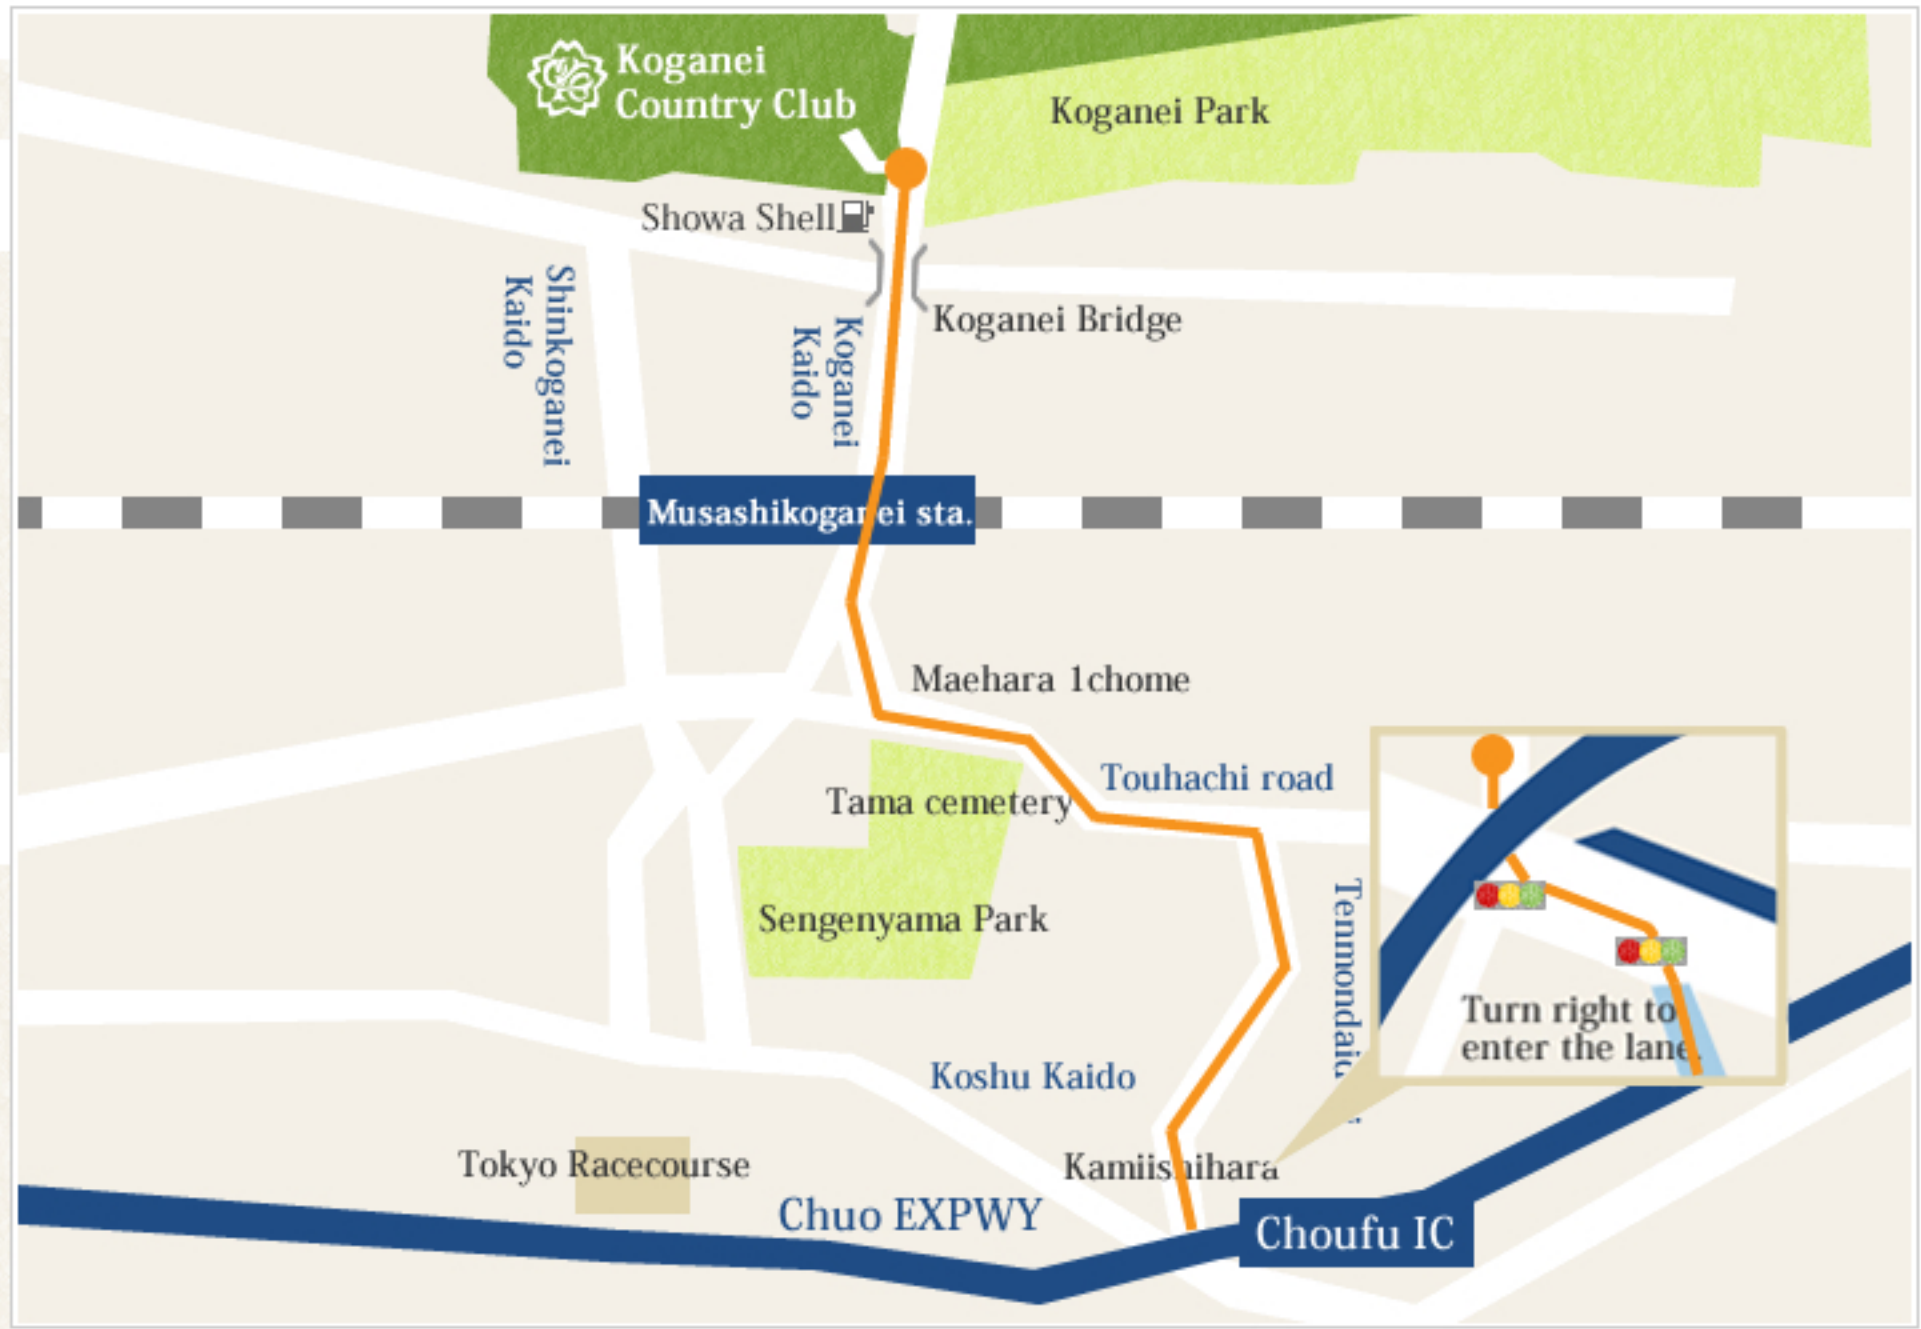 Koganei
Country Club
Koganei Park
Showa Shell
Koganei Bridge
Shinkoganei
Kaido
Koganei
Kaido
Musashikoganei sta.
Maehara 1chome
Touhachi road
Tama cemetery
Sengenyama Park
Turn right to
enter the lane.
Koshu Kaido
Tokyo Racecourse
Kamiishihara
Chuo EXPWY
Choufu IC